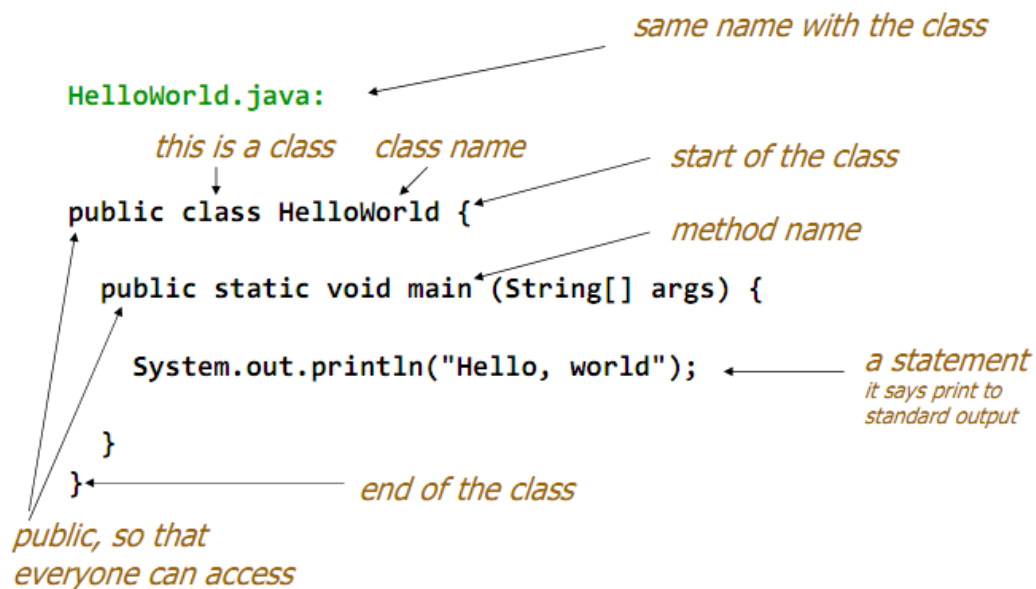 same name with the class
HelloWorld.java:
this is a class class name
start of the class
public class HelloWorld {
method name
public static void main (String[] args) {
System.out.println("Hello, world");
a statement
it says print to
standard output
}
}
end of the class
public, so that
everyone can access